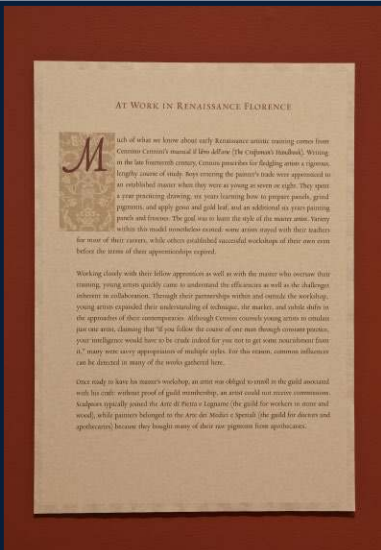 AT WORK IN RENAISSANCE FLORENCE
Much of what we know about early Renaissance artistic training comes from
Cennino Cennini's manual Il libro dell'arte (The Craftsman's Handbook). Writing
in the late fourteenth century, Cennini prescribes for fledgling artists a rigorous,
lengthy course of study. Boys entering the painter's trade were apprenticed to
an established master when they were as young as seven or eight. They spent
a year practicing drawing, six years learning how to prepare panels, grind
pigments, and apply gesso and gold leaf, and an additional six years painting
panels and frescoes. The goal was to learn the style of the master artist. Variety
within this model nonetheless existed: some artists stayed with their teachers
for most of their careers, while others established successful workshops of their own even
before the terms of their apprenticeships expired.
Working closely with their fellow apprentices as well as with the master who oversaw their
training, young artists quickly came to understand the efficiencies as well as the challenges
inherent in collaboration. Through their partnerships within and outside the workshop,
young artists expanded their understanding of technique, the market, and subtle shifts in
the approaches of their contemporaries. Although Cennini counsels young artists to emulate
just one artist, claiming that "if you follow the course of one man through constant practice,
your intelligence would have to be crude indeed for you not to get some nourishment from
it," many were savvy appropriators of multiple styles. For this reason, common influences
can be detected in many of the works gathered here.
Once ready to leave his master's workshop, an artist was obliged to enroll in the guild associated
with his craft: without proof of guild membership, an artist could not receive commissions.
Sculptors typically joined the Arte di Pietra e Legname (the guild for workers in stone and
wood), while painters belonged to the Arte dei Medici e Speziali (the guild for doctors and
apothecaries) because they bought many of their raw pigments from apothecaries.